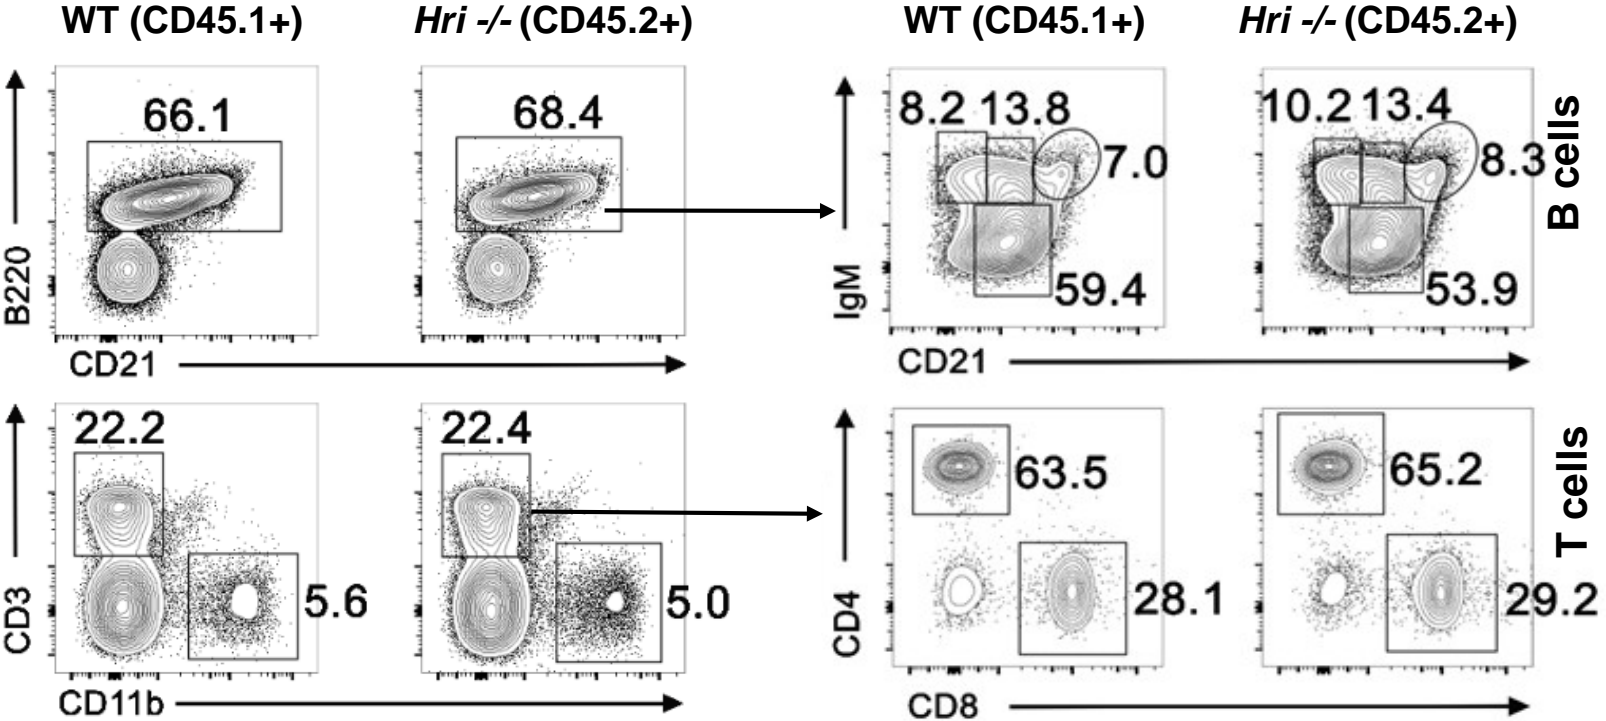 WT (CD45.1+)
Hri -/- (CD45.2+)
WT (CD45.1+)
Hri -/- (CD45.2+)
66.1
68.4
8.2 13.8
7.0
59.4
10.2 13.4
8.3
53.9
B cells
B220
CD21
IgM
CD21
22.2
5.6
22.4
5.0
63.5
28.1
65.2
29.2
T cells
CD3
CD11b
CD4
CD8